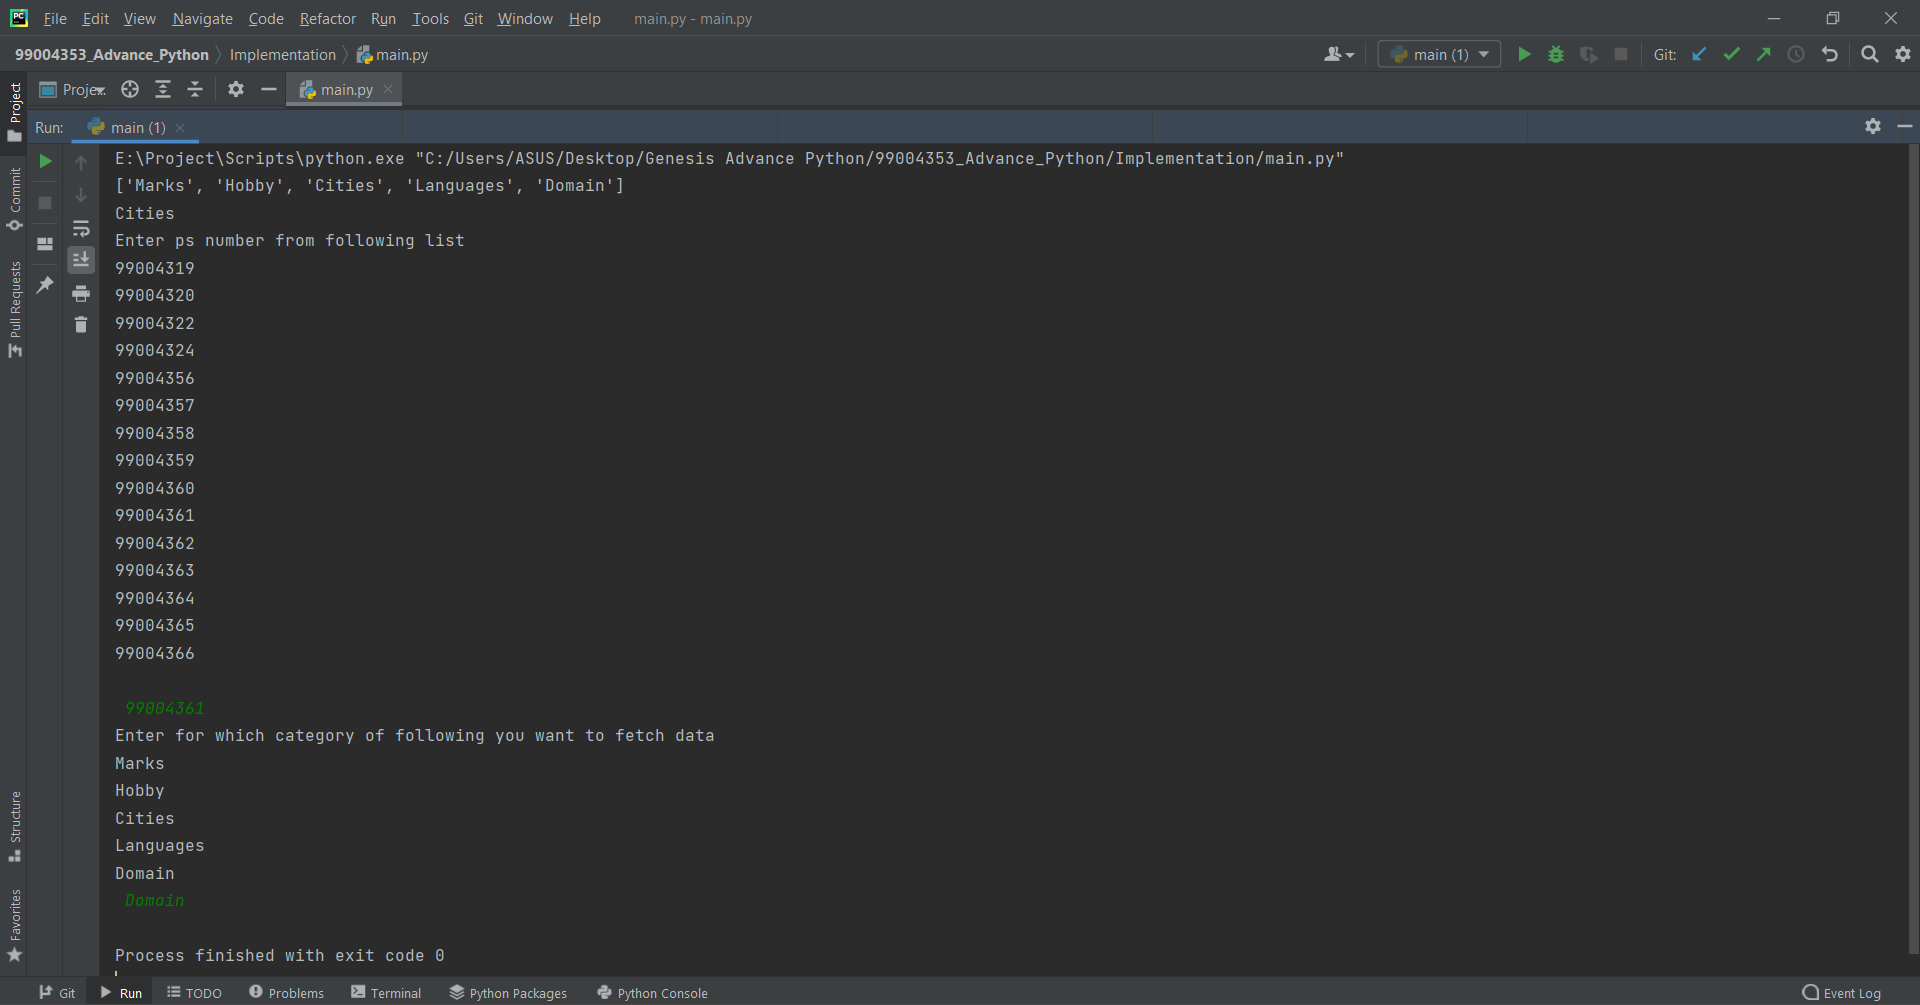 PC File Edit View Navigate Code Refactor Run Tools Git Window Help main.py - main.py
99004353_Advance_Python Implementation main.py main (1) Git:
Project Projec main.py
Run: main (1)
E:\Project\Scripts\python.exe "C:/Users/ASUS/Desktop/Genesis Advance Python/99004353_Advance_Python/Implementation/main.py"
['Marks', 'Hobby', 'Cities', 'Languages', 'Domain']
Cities
Enter ps number from following list
99004319
99004320
99004322
99004324
99004356
99004357
99004358
99004359
99004360
99004361
99004362
99004363
99004364
99004365
99004366
99004361
Enter for which category of following you want to fetch data
Marks
Hobby
Cities
Languages
Domain
Domain
Process finished with exit code 0
Commit
Pull Requests
Structure
Favorites
Git Run TODO Problems Terminal Python Packages Python Console Event Log